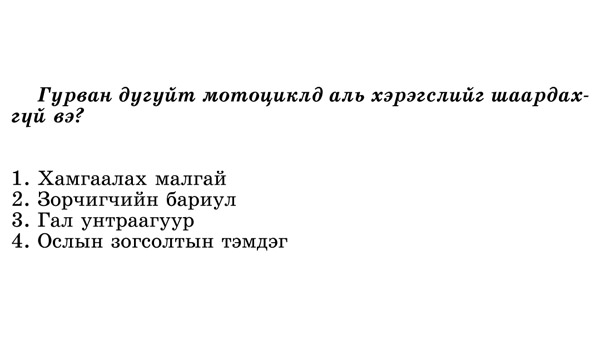 Гурван дугуйт мотоциклд аль хэрэгслийг шаардах-
гүй вэ?
1. Хамгаалах малгай
2. Зорчигчийн бариул
3. Гал унтраагуур
4. Ослын зогсолтын тэмдэг